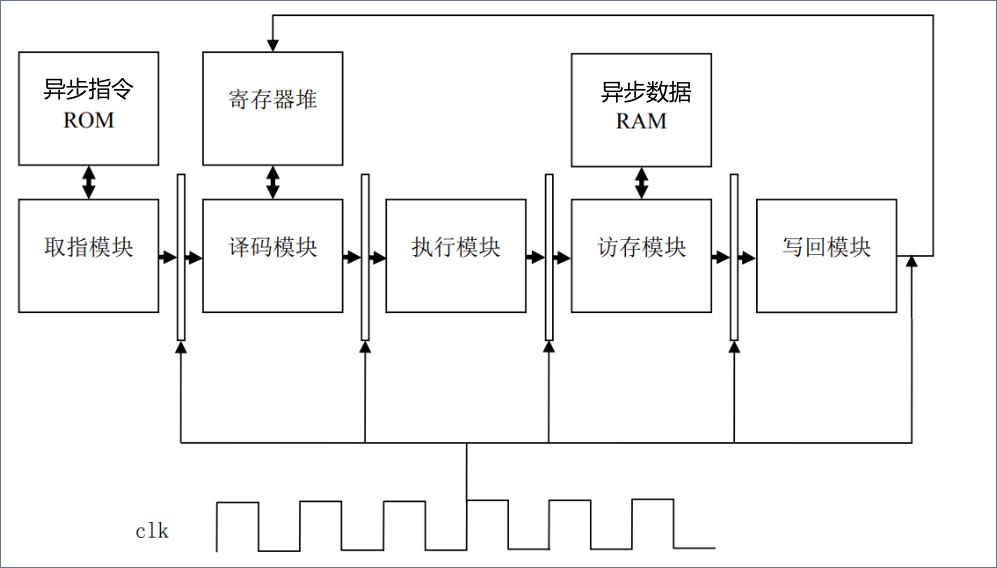 异步指令
ROM
寄存器堆
异步数据
RAM
取指模块
译码模块
执行模块
访存模块
写回模块
clk